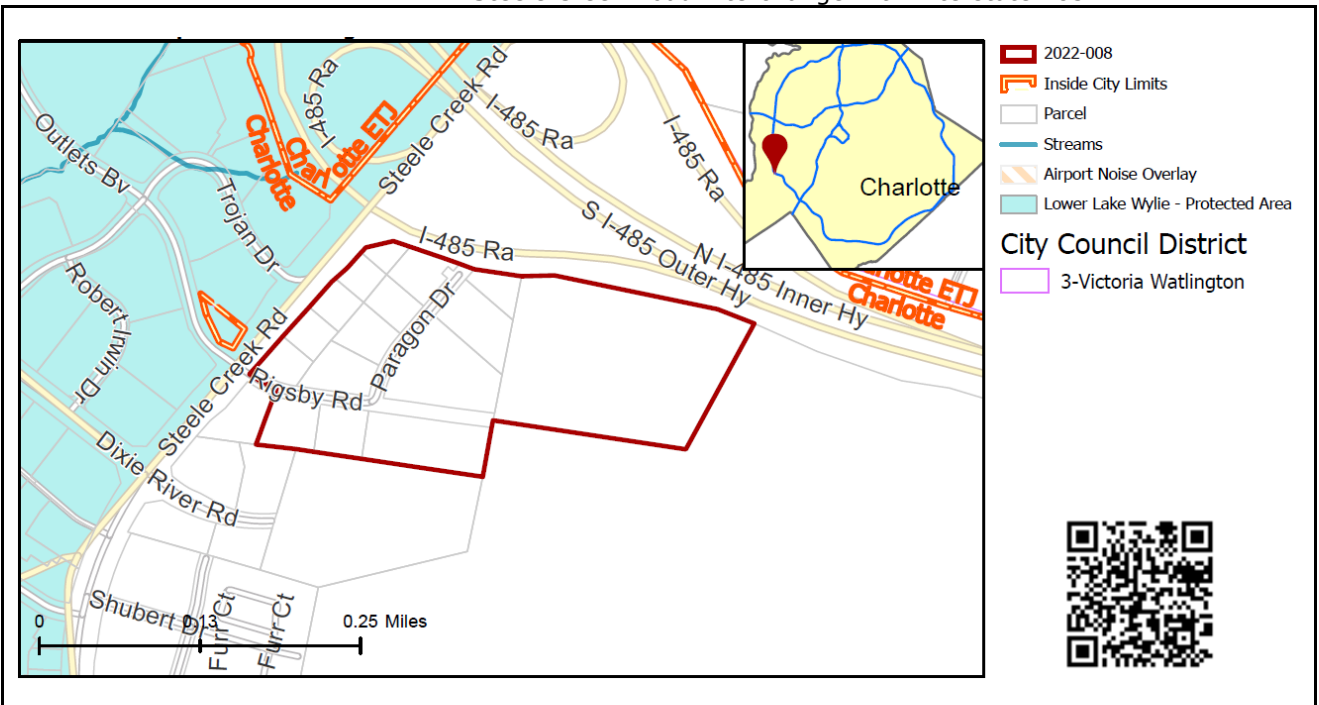 I-485 Ra
Steele Creek Rd
I-485 Ra
I-485 Ra
Charlotte ETJ
Charlotte
Outlets Bv
Trojan Dr
Charlotte
I-485 Ra
S I-485 Outer Hy
N I-485 Inner Hy
Charlotte ETJ
Charlotte
Robert Irwin Dr
Paragon Dr
Steele Creek Rd
Rigsby Rd
Dixie River Rd
Shubert Dr
Furr Ct
Furr Ct
0
0.13
0.25 Miles
2022-008
Inside City Limits
Parcel
Streams
Airport Noise Overlay
Lower Lake Wylie - Protected Area
City Council District
3-Victoria Watlington